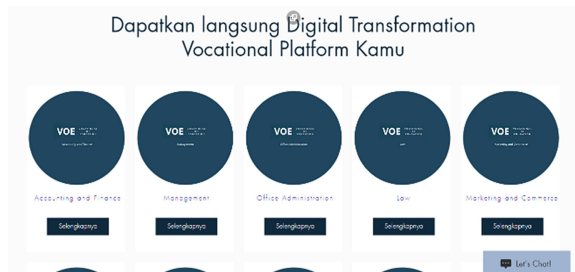 Dapatkan langsung Digital Transformation
Vocational Platform Kamu
VOE
VOE
VOE
VOE
VOE
Accounting and Finance
Management
Office Administration
Law
Marketing and Commerce
Selengkapnya
Selengkapnya
Selengkapnya
Selengkapnya
Selengkapnya
Let's Chat!